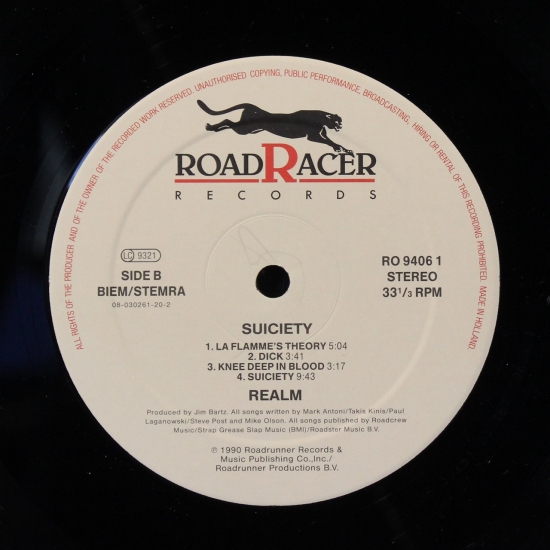 ALL RIGHTS OF THE PRODUCER AND OF THE OWNER OF THE RECORDED WORK RESERVED. UNAUTHORISED COPYING, PUBLIC PERFORMANCE, BROADCASTING, HIRING OR RENTAL OF THIS RECORDING PROHIBITED. MADE IN HOLLAND.
ROADRACER
RECORDS
LC 9321
SIDE B
BIEM/STEMRA
08-030261-20-2
RO 9406 1
STEREO
33 1/3 RPM
SUICIETY
1. LA FLAMME'S THEORY 5:04
2. DICK 3:41
3. KNEE DEEP IN BLOOD 3:17
4. SUICIETY 9:43
REALM
Produced by Jim Bartz. All songs written by Mark Antoni/Takis Kinis/Paul
Laganowski/Steve Post and Mike Olson. All songs published by Roadcrew
Music/Strap Grease Slap Music (BMI)/Roadster Music B.V.
℗ 1990 Roadrunner Records &
Music Publishing Co.,Inc./
Roadrunner Productions B.V.